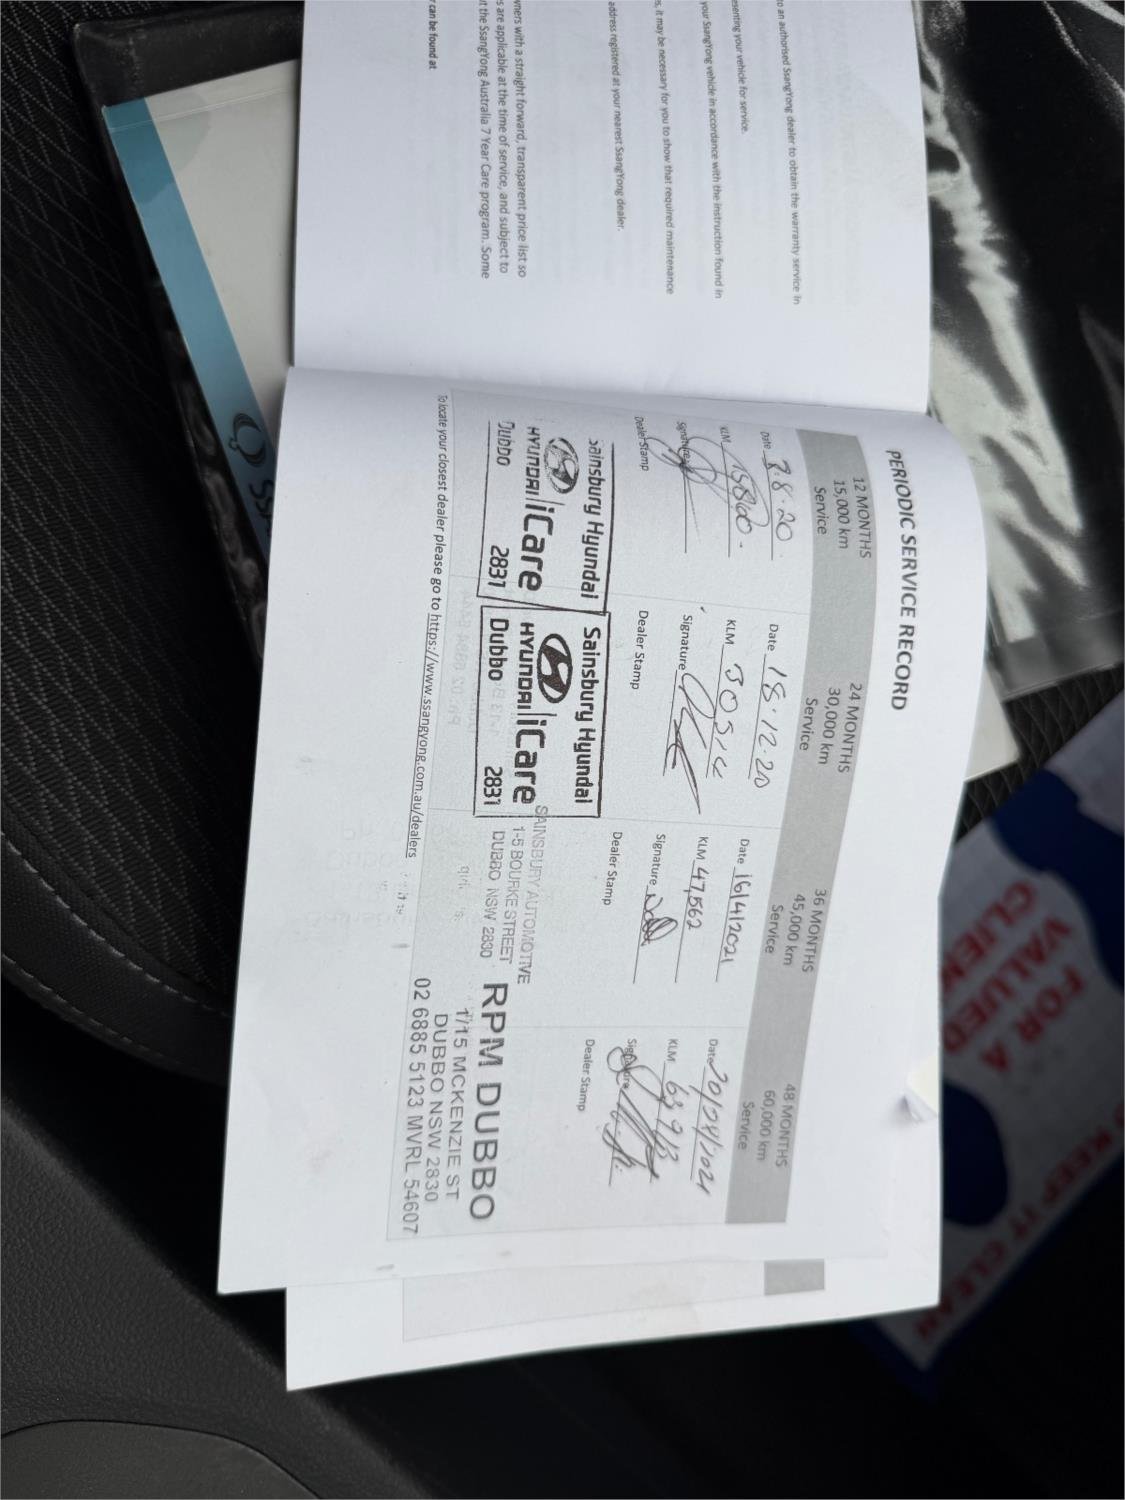 to an authorised SsangYong dealer to obtain the warranty service in
esenting your vehicle for service.
your SsangYong vehicle in accordance with the instruction found in
es, it may be necessary for you to show that required maintenance
address registered at your nearest SsangYong dealer.
wners with a straight forward, transparent price list so
s are applicable at the time of service, and subject to
t the SsangYong Australia 7 Year Care program. Some
r can be found at
PERIODIC SERVICE RECORD
12 MONTHS
15,000 km
Service
Date 7.8.20.
KLM 15860.
Signature
Dealer Stamp
Sainsbury Hyundai
HYUNDAI iCare
Dubbo 2831
24 MONTHS
30,000 km
Service
Date 18.12.20
KLM 30514
Signature
Dealer Stamp
Sainsbury Hyundai
HYUNDAI iCare
Dubbo 2831
36 MONTHS
45,000 km
Service
Date 16/4/2021
KLM 47,562
Signature
Dealer Stamp
SAINSBURY AUTOMOTIVE
1-5 BOURKE STREET
DUBBO NSW 2830
48 MONTHS
60,000 km
Service
Date
KLM
Signature
Dealer Stamp
RPM DUBBO
1/15 MCKENZIE ST
DUBBO NSW 2830
02 6885 5123 MVRL 54607
To locate your closest dealer please go to https://www.ssangyong.com.au/dealers
FOR A
VALUED
CLIEN
KEEP IT CLEAN